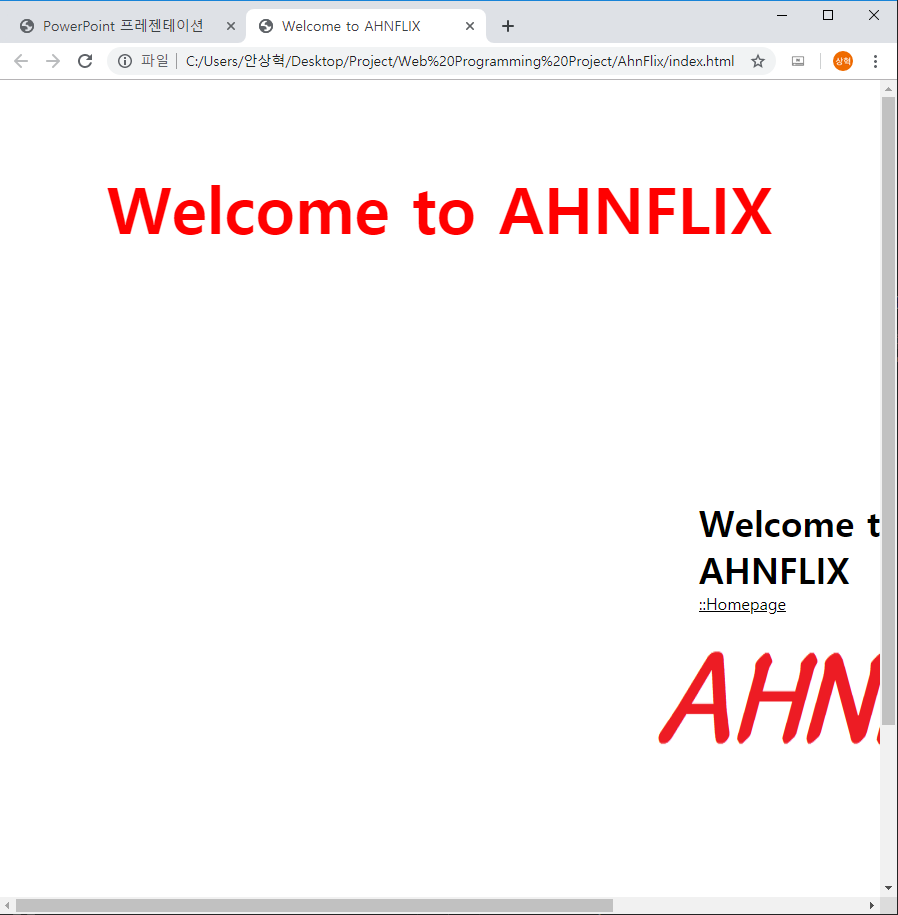 PowerPoint 프레젠테이션
Welcome to AHNFLIX
파일 | C:/Users/안상혁/Desktop/Project/Web%20Programming%20Project/AhnFlix/index.html
상혁
Welcome to AHNFLIX
Welcome t
AHNFLIX
::Homepage
AHN